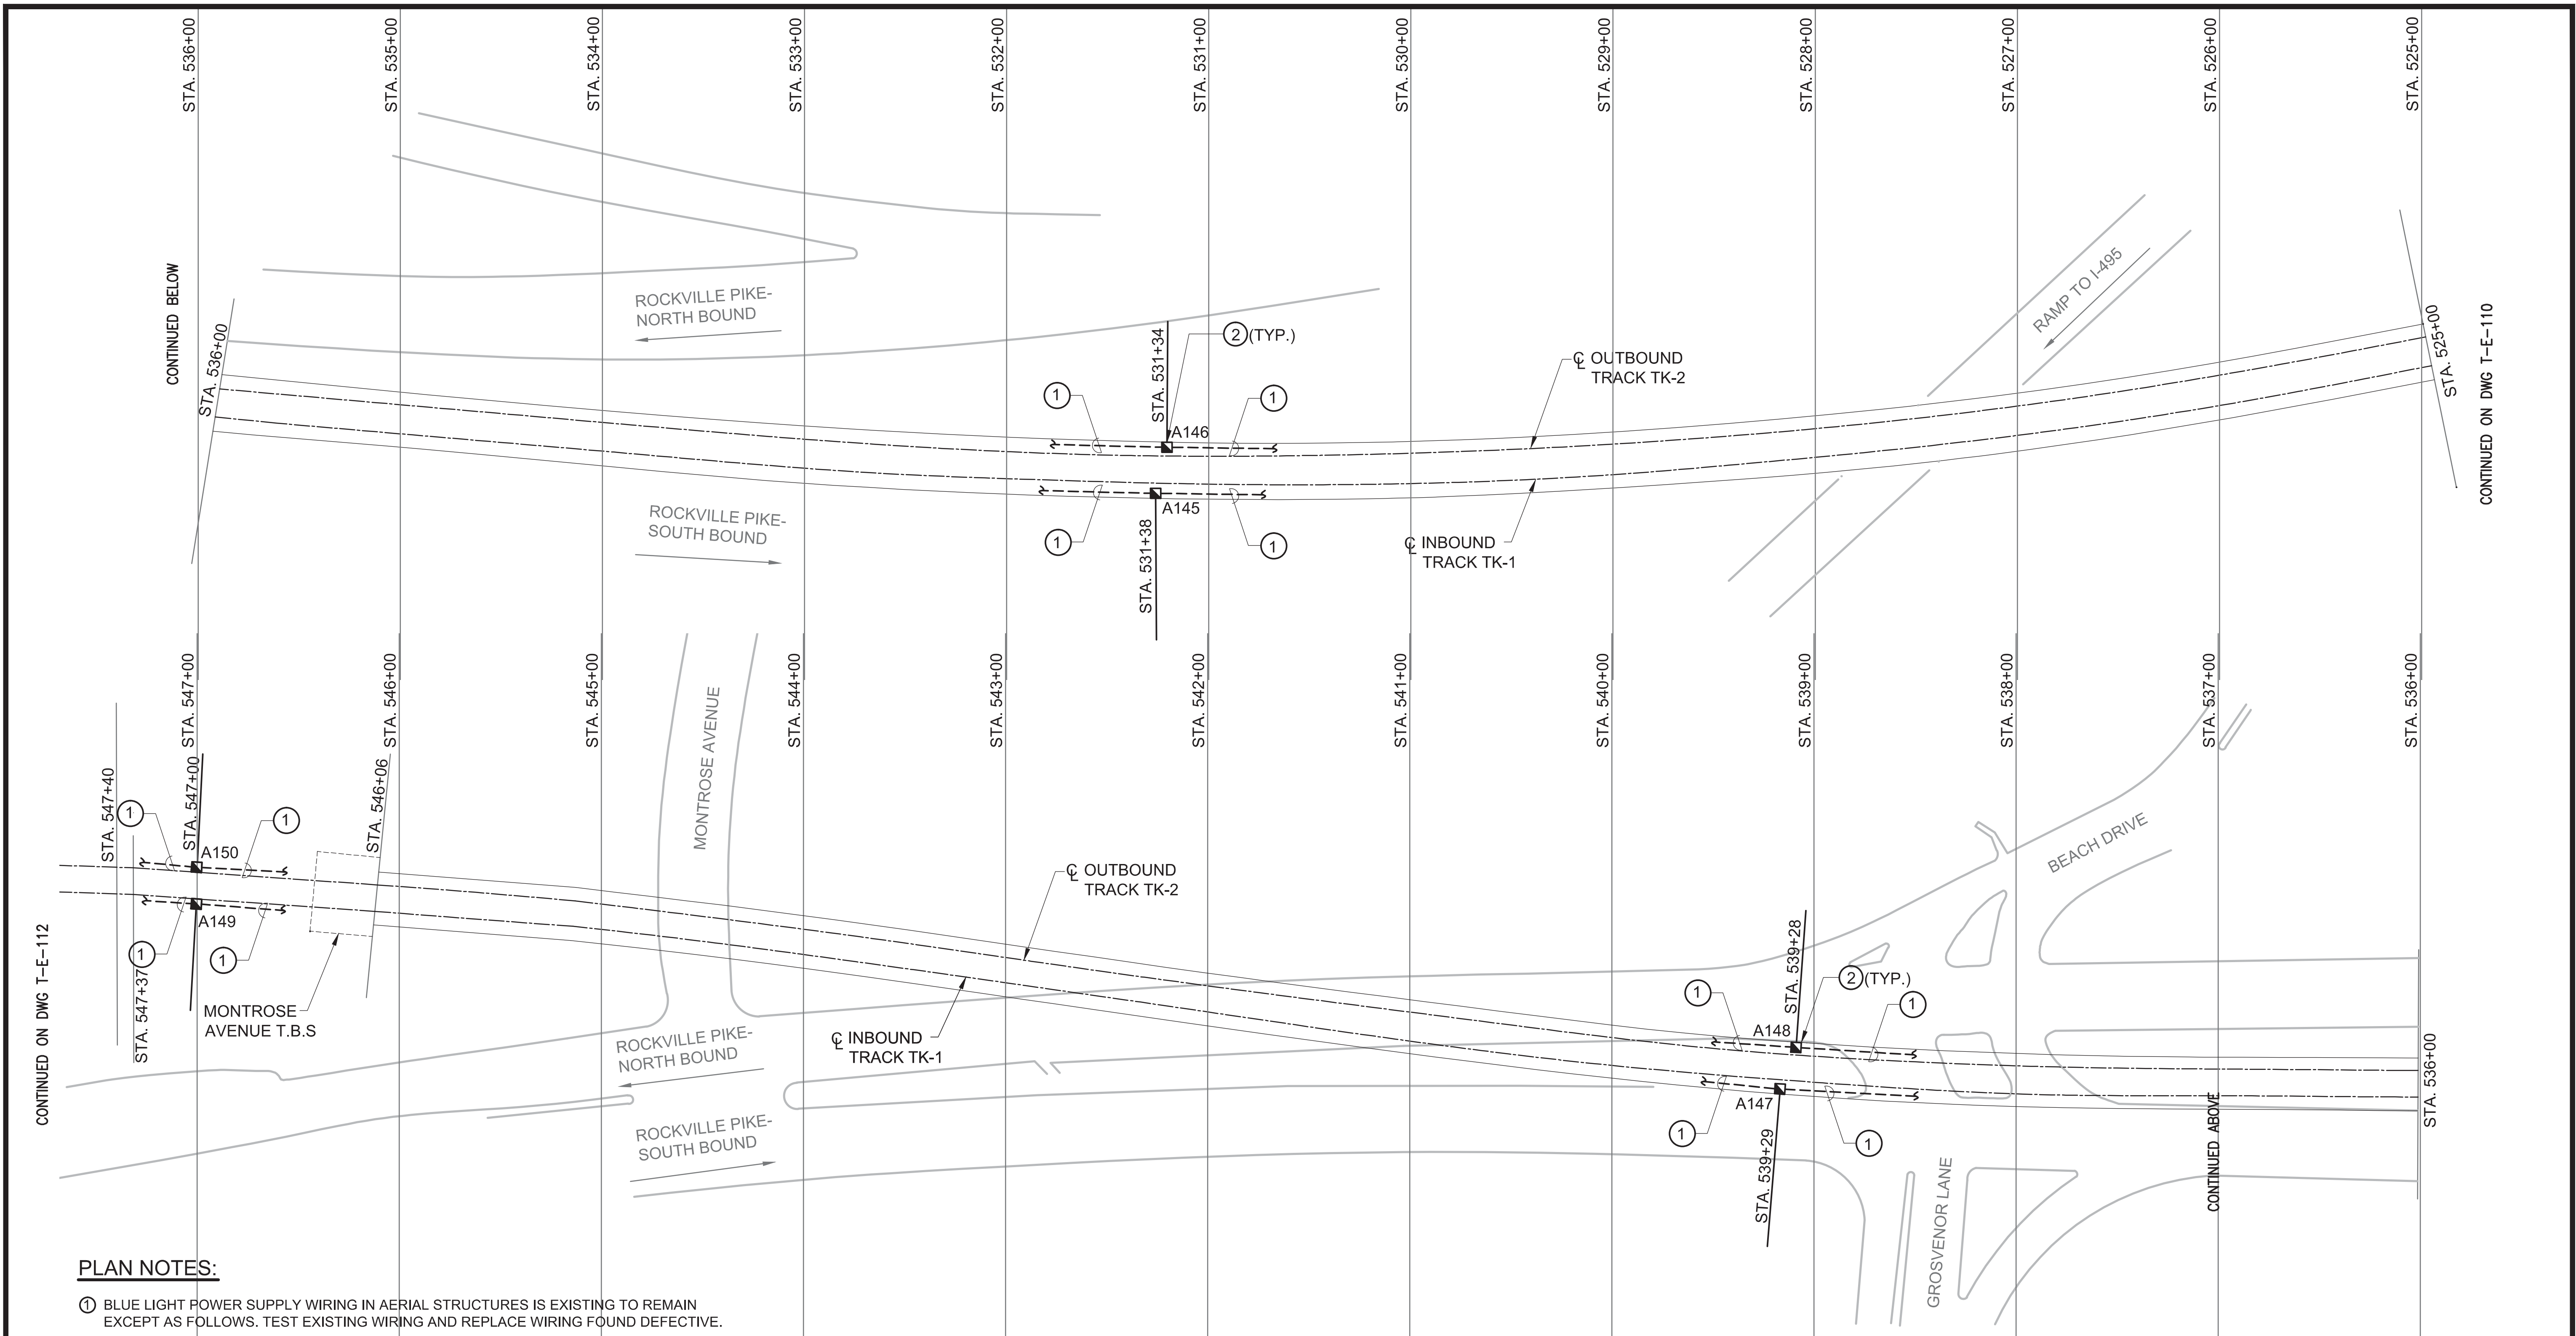 STA. 536+00
STA. 535+00
STA. 534+00
STA. 533+00
STA. 532+00
STA. 531+00
STA. 530+00
STA. 529+00
STA. 528+00
STA. 527+00
STA. 526+00
STA. 525+00
CONTINUED BELOW
STA. 536+00
ROCKVILLE PIKE-
NORTH BOUND
STA. 531+34
2 (TYP.)
1
1
A146
℄ OUTBOUND
TRACK TK-2
RAMP TO I-495
STA. 525+00
CONTINUED ON DWG T-E-110
ROCKVILLE PIKE-
SOUTH BOUND
A145
1
1
STA. 531+38
℄ INBOUND
TRACK TK-1
STA. 547+00
STA. 546+00
STA. 545+00
STA. 544+00
STA. 543+00
STA. 542+00
STA. 541+00
STA. 540+00
STA. 539+00
STA. 538+00
STA. 537+00
STA. 536+00
STA. 547+40
STA. 547+00
STA. 546+06
1
1
A150
A149
1
1
STA. 547+37
CONTINUED ON DWG T-E-112
MONTROSE
AVENUE T.B.S
MONTROSE AVENUE
℄ OUTBOUND
TRACK TK-2
℄ INBOUND
TRACK TK-1
ROCKVILLE PIKE-
NORTH BOUND
ROCKVILLE PIKE-
SOUTH BOUND
BEACH DRIVE
STA. 539+28
2 (TYP.)
1
1
A148
A147
1
1
STA. 539+29
GROSVENOR LANE
CONTINUED ABOVE
STA. 536+00
PLAN NOTES:
1 BLUE LIGHT POWER SUPPLY WIRING IN AERIAL STRUCTURES IS EXISTING TO REMAIN
EXCEPT AS FOLLOWS. TEST EXISTING WIRING AND REPLACE WIRING FOUND DEFECTIVE.